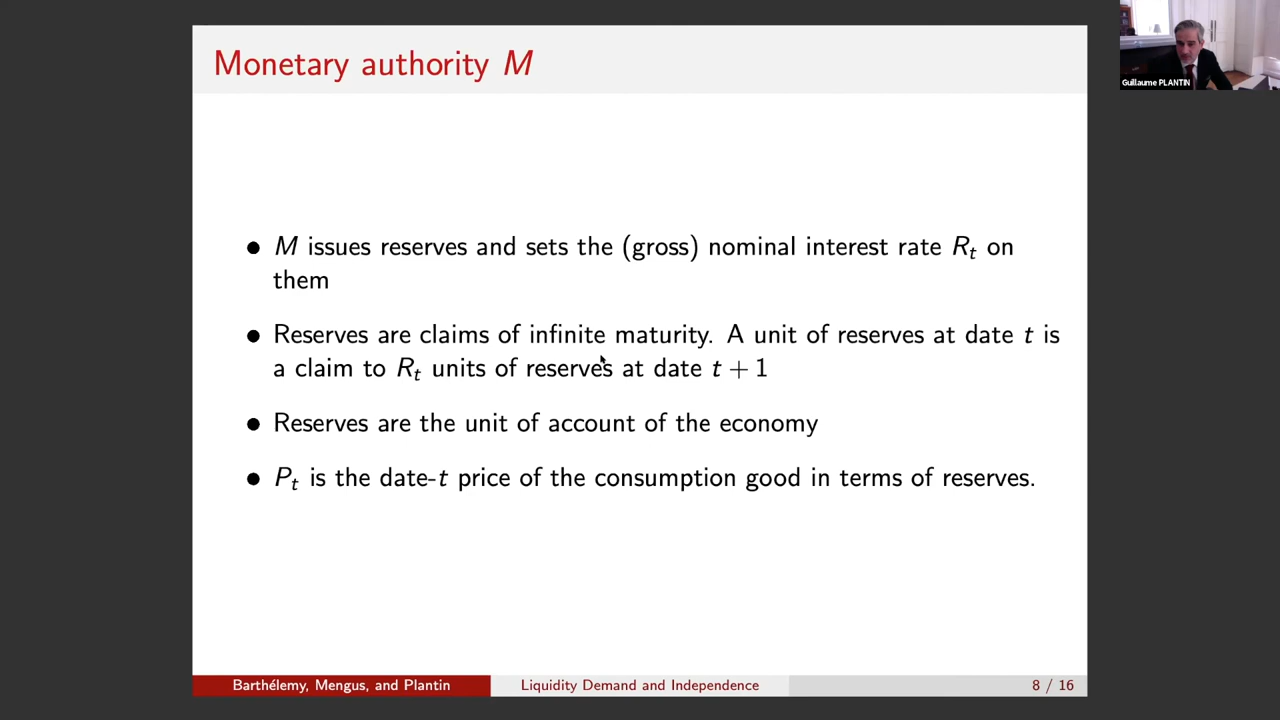 Monetary authority M
Guillaume PLANTIN
● M issues reserves and sets the (gross) nominal interest rate Rₜ on
them
● Reserves are claims of infinite maturity. A unit of reserves at date t is
a claim to Rₜ units of reserves at date t + 1
● Reserves are the unit of account of the economy
● Pₜ is the date-t price of the consumption good in terms of reserves.
Barthélemy, Mengus, and Plantin
Liquidity Demand and Independence
8 / 16